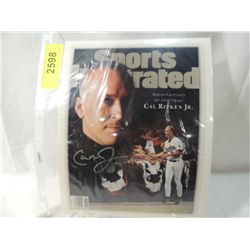 2598
Sports
Illustrated
Sportsman
of the Year
CAL RIPKEN JR.